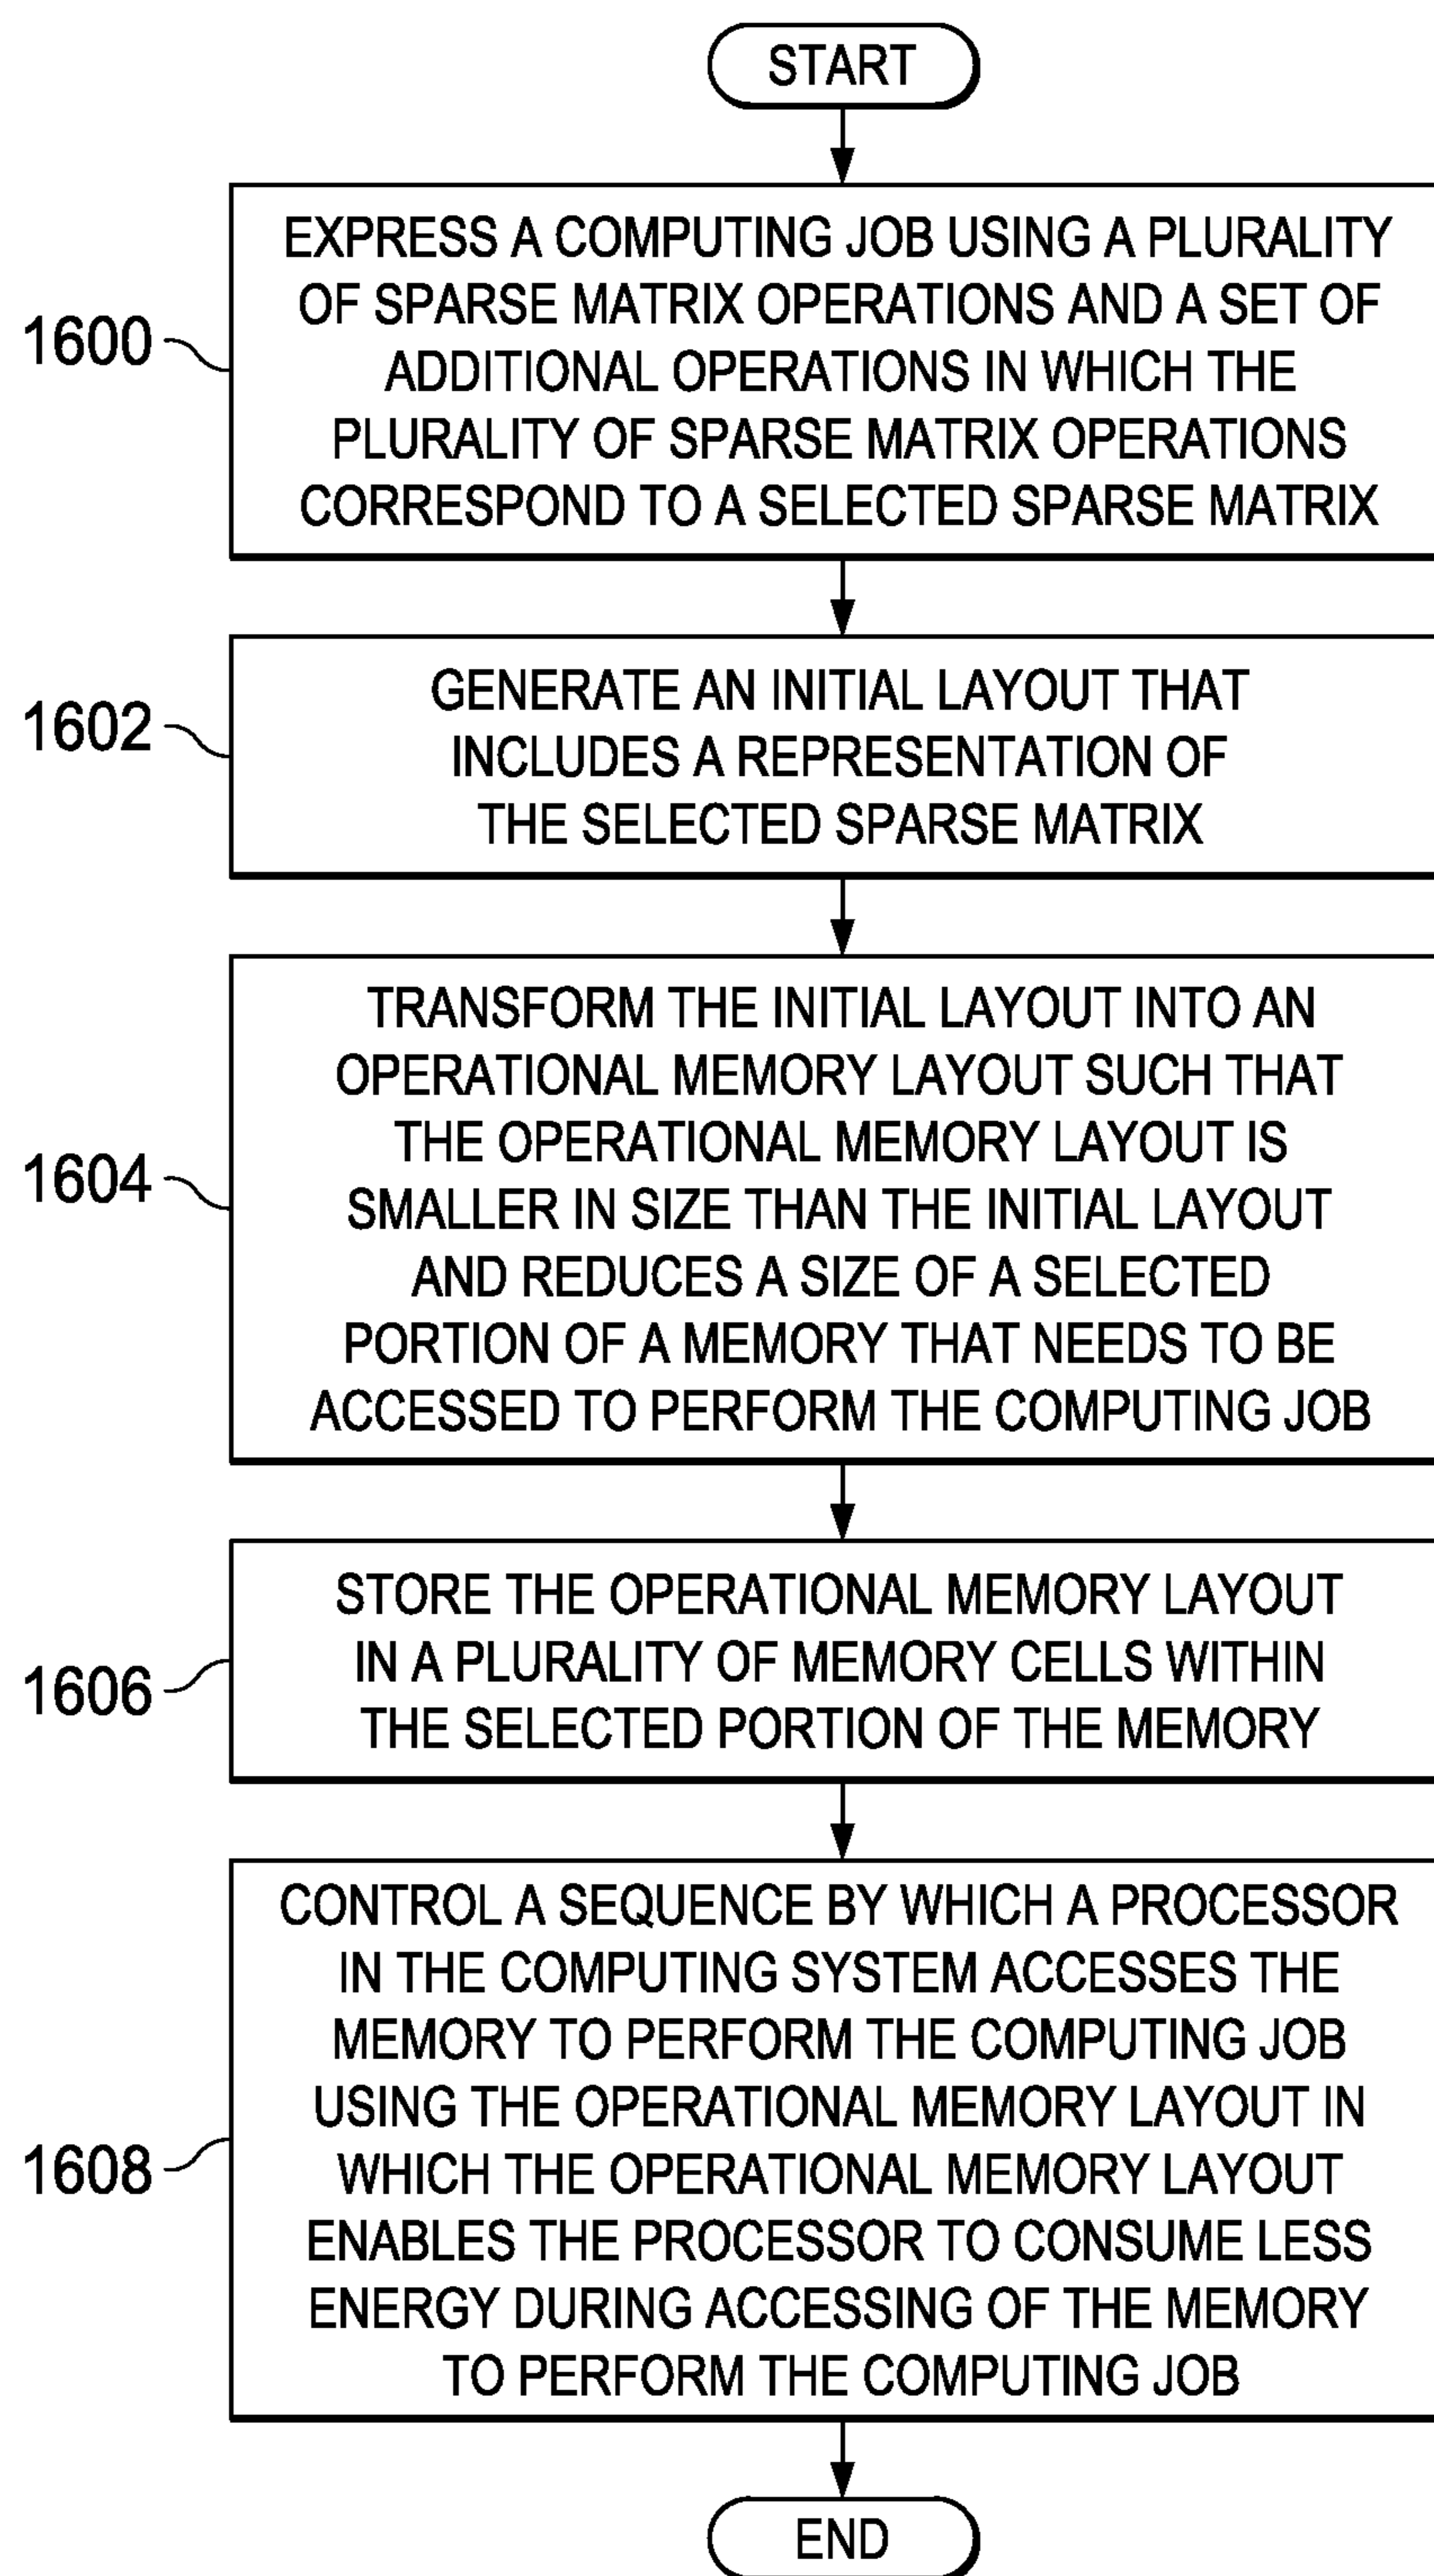 START
1600
EXPRESS A COMPUTING JOB USING A PLURALITY
OF SPARSE MATRIX OPERATIONS AND A SET OF
ADDITIONAL OPERATIONS IN WHICH THE
PLURALITY OF SPARSE MATRIX OPERATIONS
CORRESPOND TO A SELECTED SPARSE MATRIX
1602
GENERATE AN INITIAL LAYOUT THAT
INCLUDES A REPRESENTATION OF
THE SELECTED SPARSE MATRIX
1604
TRANSFORM THE INITIAL LAYOUT INTO AN
OPERATIONAL MEMORY LAYOUT SUCH THAT
THE OPERATIONAL MEMORY LAYOUT IS
SMALLER IN SIZE THAN THE INITIAL LAYOUT
AND REDUCES A SIZE OF A SELECTED
PORTION OF A MEMORY THAT NEEDS TO BE
ACCESSED TO PERFORM THE COMPUTING JOB
1606
STORE THE OPERATIONAL MEMORY LAYOUT
IN A PLURALITY OF MEMORY CELLS WITHIN
THE SELECTED PORTION OF THE MEMORY
1608
CONTROL A SEQUENCE BY WHICH A PROCESSOR
IN THE COMPUTING SYSTEM ACCESSES THE
MEMORY TO PERFORM THE COMPUTING JOB
USING THE OPERATIONAL MEMORY LAYOUT IN
WHICH THE OPERATIONAL MEMORY LAYOUT
ENABLES THE PROCESSOR TO CONSUME LESS
ENERGY DURING ACCESSING OF THE MEMORY
TO PERFORM THE COMPUTING JOB
END